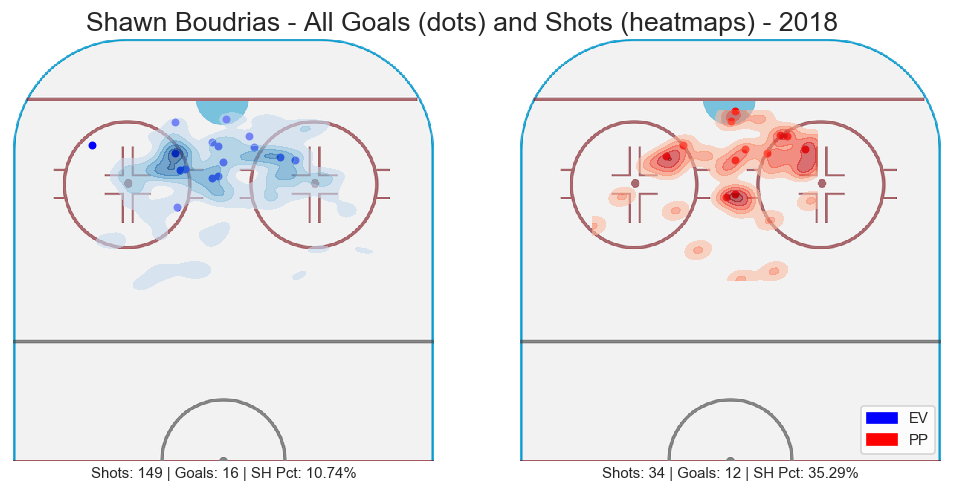 Shawn Boudrias - All Goals (dots) and Shots (heatmaps) - 2018
EV
PP
Shots: 149 | Goals: 16 | SH Pct: 10.74%
Shots: 34 | Goals: 12 | SH Pct: 35.29%